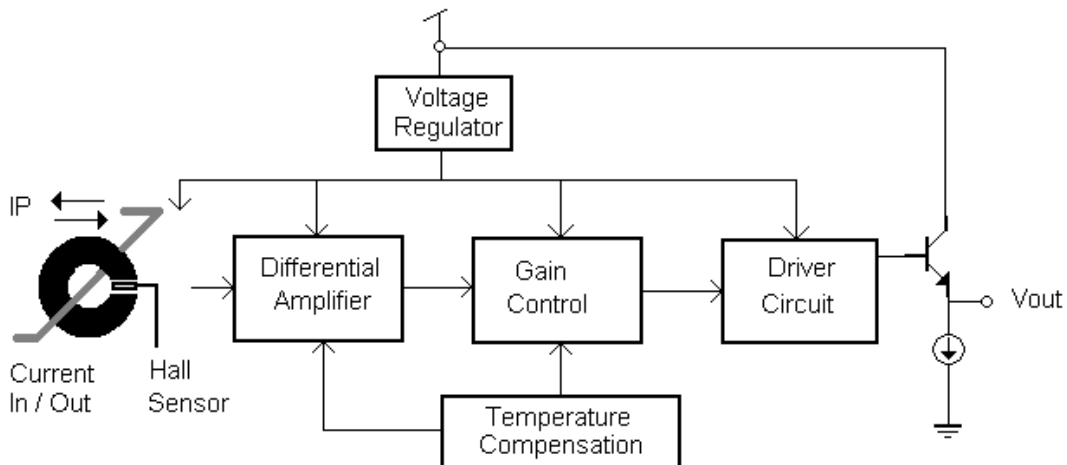 Voltage
Regulator
IP
Differential
Amplifier
Gain
Control
Driver
Circuit
Vout
Current
In / Out
Hall
Sensor
Temperature
Compensation